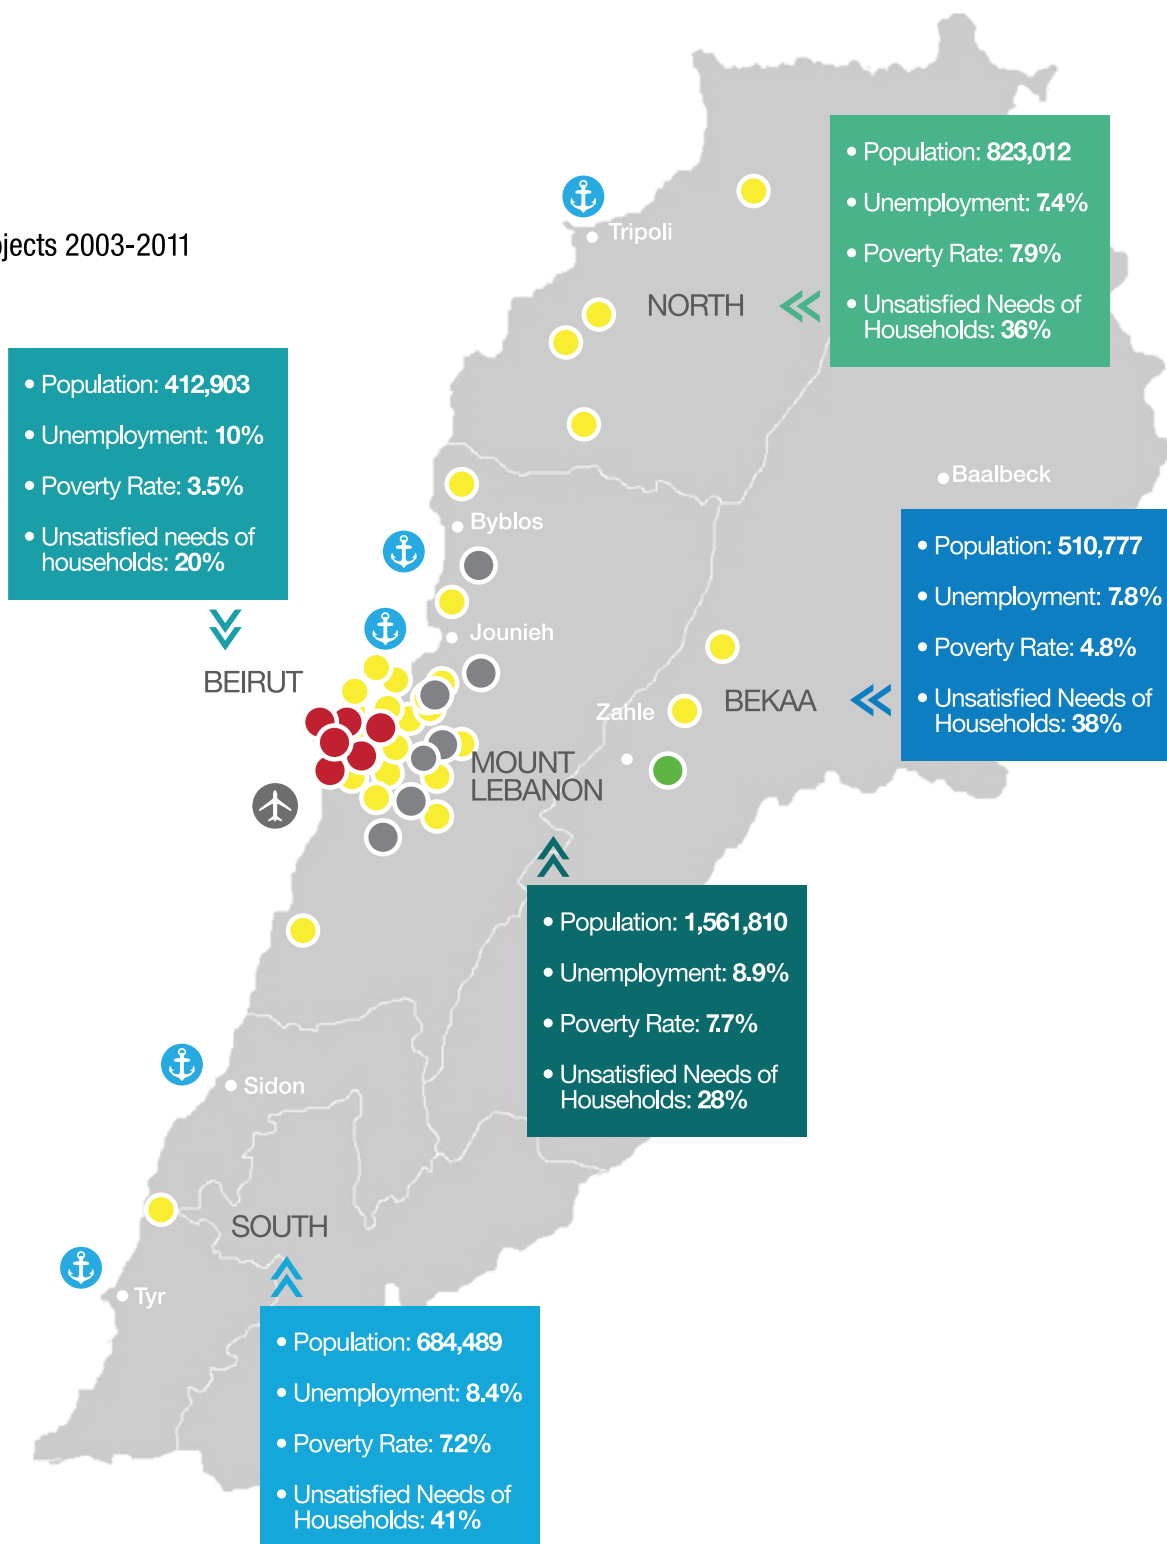 jects 2003-2011
• Population: 823,012
• Unemployment: 7.4%
• Poverty Rate: 7.9%
• Unsatisfied Needs of
Households: 36%
Tripoli
NORTH
• Population: 412,903
• Unemployment: 10%
• Poverty Rate: 3.5%
• Unsatisfied needs of
households: 20%
Baalbeck
Byblos
• Population: 510,777
• Unemployment: 7.8%
• Poverty Rate: 4.8%
• Unsatisfied Needs of
Households: 38%
Jounieh
BEIRUT
Zahle
BEKAA
MOUNT
LEBANON
• Population: 1,561,810
• Unemployment: 8.9%
• Poverty Rate: 7.7%
• Unsatisfied Needs of
Households: 28%
Sidon
SOUTH
Tyr
• Population: 684,489
• Unemployment: 8.4%
• Poverty Rate: 7.2%
• Unsatisfied Needs of
Households: 41%